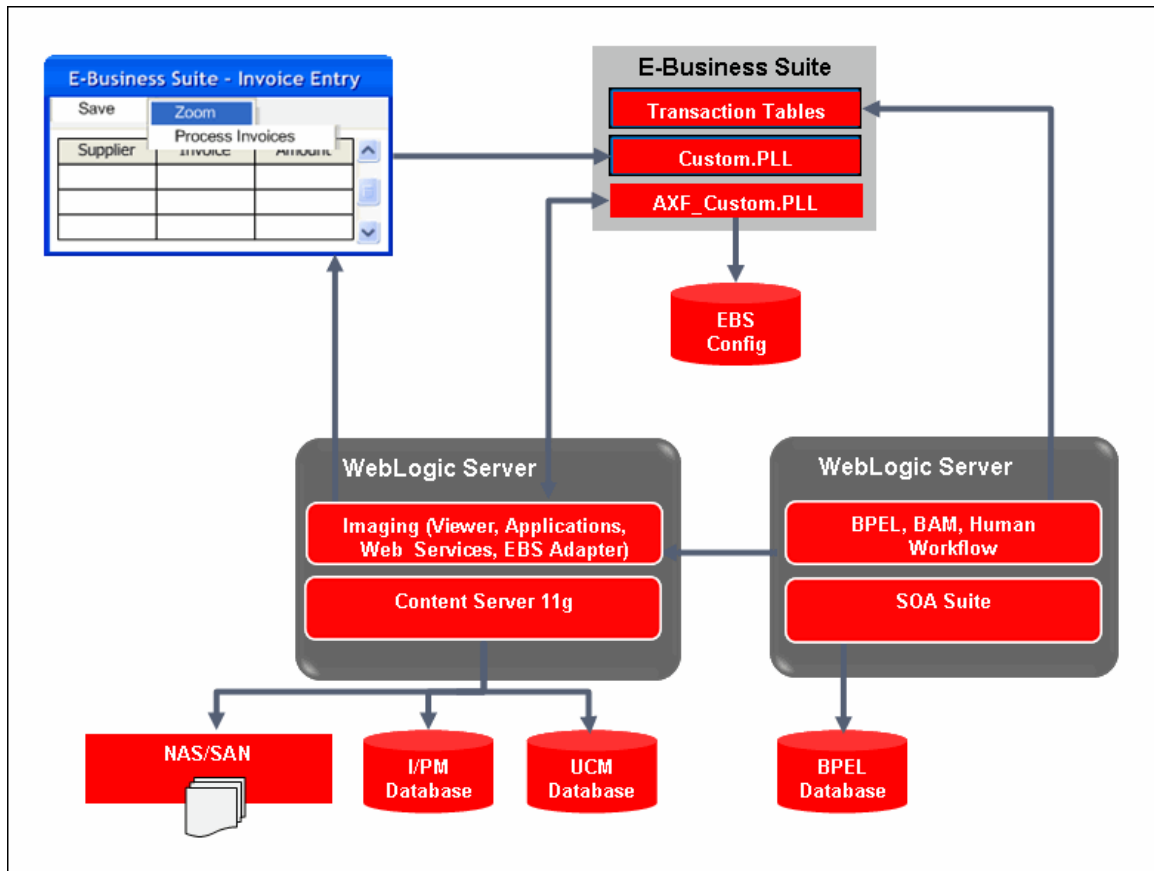 E-Business Suite - Invoice Entry
Save
Zoom
Process Invoices
Supplier
Invoice
Amount
E-Business Suite
Transaction Tables
Custom.PLL
AXF_Custom.PLL
EBS
Config
WebLogic Server
Imaging (Viewer, Applications,
Web Services, EBS Adapter)
Content Server 11g
WebLogic Server
BPEL, BAM, Human
Workflow
SOA Suite
NAS/SAN
I/PM
Database
UCM
Database
BPEL
Database